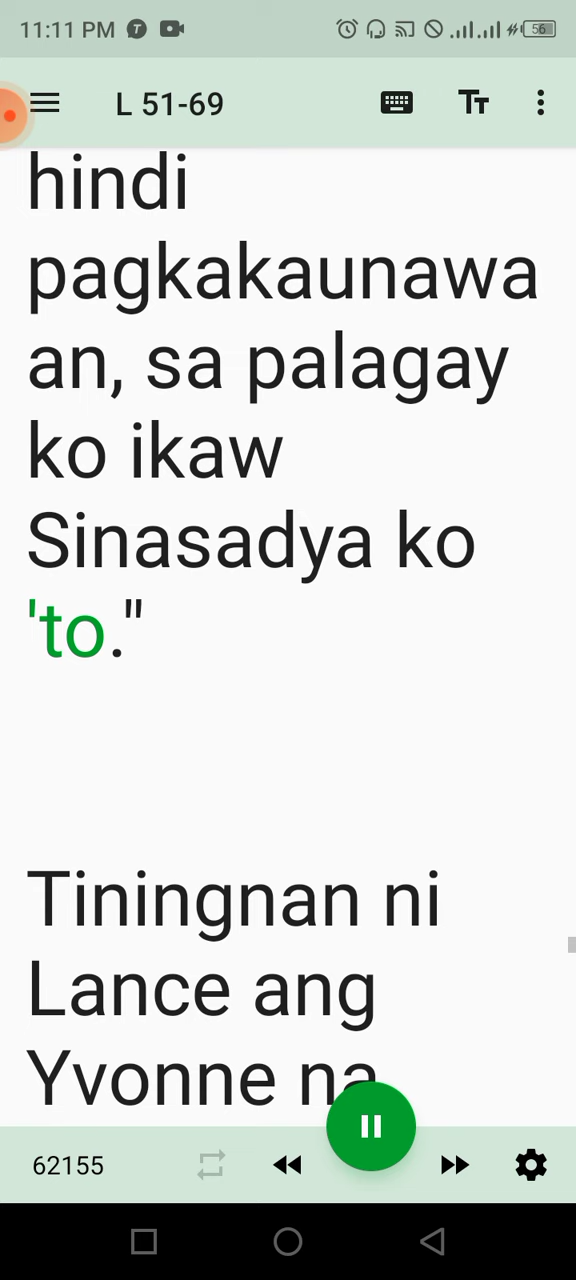 11:11 PM
56
L 51-69
hindi
pagkakaunawa
an, sa palagay
ko ikaw
Sinasadya ko
'to."
Tiningnan ni
Lance ang
Yvonne na
62155